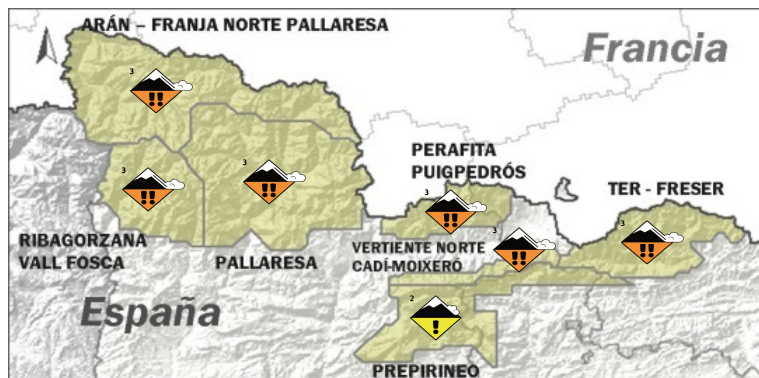 ARÁN – FRANJA NORTE PALLARESA
Francia
3
!!
3
!!
3
!!
PERAFITA
PUIGPEDRÓS
3
!!
TER - FRESER
3
!!
RIBAGORZANA
VALL FOSCA
PALLARESA
VERTIENTE NORTE
CADÍ-MOIXERÓ
3
!!
España
2
!
PREPIRINEO